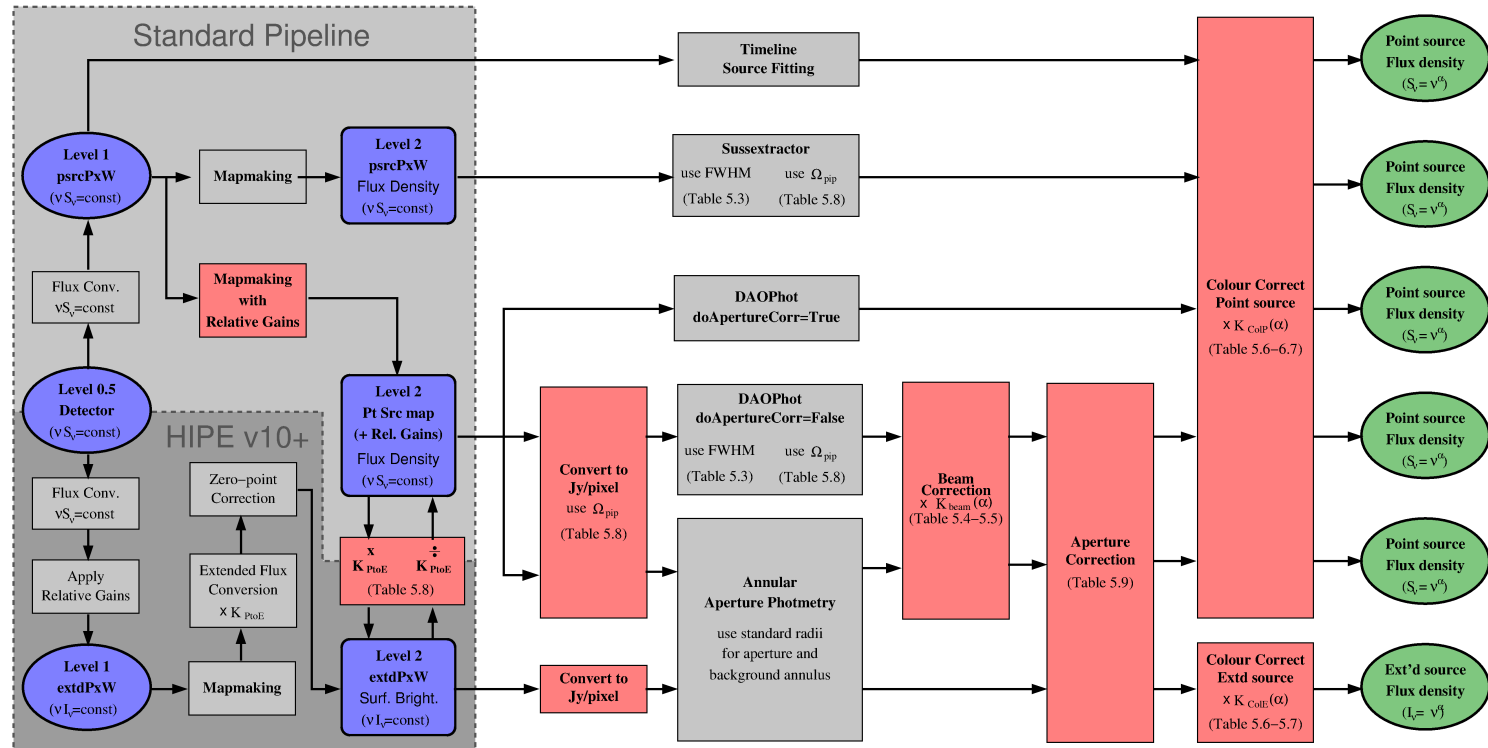 Standard Pipeline
Level 1
psrcPxW
(νSν=const)
Mapmaking
Level 2
psrcPxW
Flux Density
(νSν=const)
Flux Conv.
νSν=const
Mapmaking
with
Relative Gains
Level 0.5
Detector
(νSν=const)
Level 2
Pt Src map
(+ Rel. Gains)
Flux Density
(νSν=const)
HIPE v10+
Flux Conv.
νSν=const
Zero-point
Correction
Apply
Relative Gains
Extended Flux
Conversion
x K PtoE
x ÷
K PtoE K PtoE
(Table 5.8)
Level 1
extdPxW
(νIν=const)
Mapmaking
Level 2
extdPxW
Surf. Bright.
(νIν=const)
Timeline
Source Fitting
Sussextractor
use FWHM use Ωpip
(Table 5.3) (Table 5.8)
DAOPhot
doApertureCorr=True
Convert to
Jy/pixel
use Ωpip
(Table 5.8)
DAOPhot
doApertureCorr=False
use FWHM use Ωpip
(Table 5.3) (Table 5.8)
Annular
Aperture Photmetry
use standard radii
for aperture and
background annulus
Convert to
Jy/pixel
Beam
Correction
x K beam(α)
(Table 5.4–5.5)
Aperture
Correction
(Table 5.9)
Colour Correct
Point source
x K ColP(α)
(Table 5.6–6.7)
Colour Correct
Extd source
x K ColE(α)
(Table 5.6–5.7)
Point source
Flux density
(Sν= να)
Point source
Flux density
(Sν= να)
Point source
Flux density
(Sν= να)
Point source
Flux density
(Sν= να)
Point source
Flux density
(Sν= να)
Ext'd source
Flux density
(Iν= να)